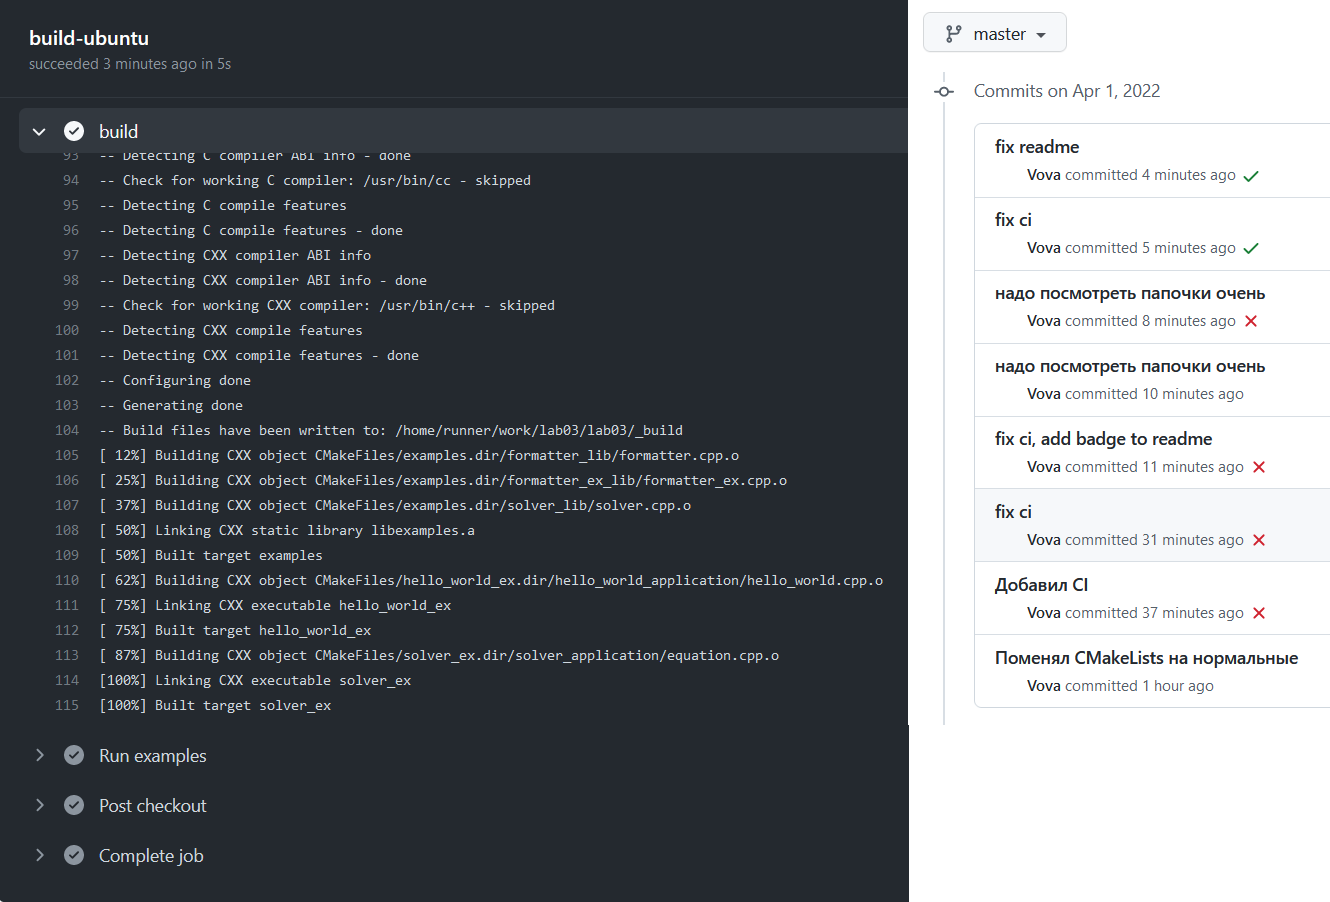 build-ubuntu
succeeded 3 minutes ago in 5s
build
93 -- Detecting C compiler ABI info - done
94 -- Check for working C compiler: /usr/bin/cc - skipped
95 -- Detecting C compile features
96 -- Detecting C compile features - done
97 -- Detecting CXX compiler ABI info
98 -- Detecting CXX compiler ABI info - done
99 -- Check for working CXX compiler: /usr/bin/c++ - skipped
100 -- Detecting CXX compile features
101 -- Detecting CXX compile features - done
102 -- Configuring done
103 -- Generating done
104 -- Build files have been written to: /home/runner/work/lab03/lab03/_build
105 [ 12%] Building CXX object CMakeFiles/examples.dir/formatter_lib/formatter.cpp.o
106 [ 25%] Building CXX object CMakeFiles/examples.dir/formatter_ex_lib/formatter_ex.cpp.o
107 [ 37%] Building CXX object CMakeFiles/examples.dir/solver_lib/solver.cpp.o
108 [ 50%] Linking CXX static library libexamples.a
109 [ 50%] Built target examples
110 [ 62%] Building CXX object CMakeFiles/hello_world_ex.dir/hello_world_application/hello_world.cpp.o
111 [ 75%] Linking CXX executable hello_world_ex
112 [ 75%] Built target hello_world_ex
113 [ 87%] Building CXX object CMakeFiles/solver_ex.dir/solver_application/equation.cpp.o
114 [100%] Linking CXX executable solver_ex
115 [100%] Built target solver_ex
Run examples
Post checkout
Complete job
master
Commits on Apr 1, 2022
fix readme
Vova committed 4 minutes ago
fix ci
Vova committed 5 minutes ago
надо посмотреть папочки очень
Vova committed 8 minutes ago
надо посмотреть папочки очень
Vova committed 10 minutes ago
fix ci, add badge to readme
Vova committed 11 minutes ago
fix ci
Vova committed 31 minutes ago
Добавил CI
Vova committed 37 minutes ago
Поменял CMakeLists на нормальные
Vova committed 1 hour ago